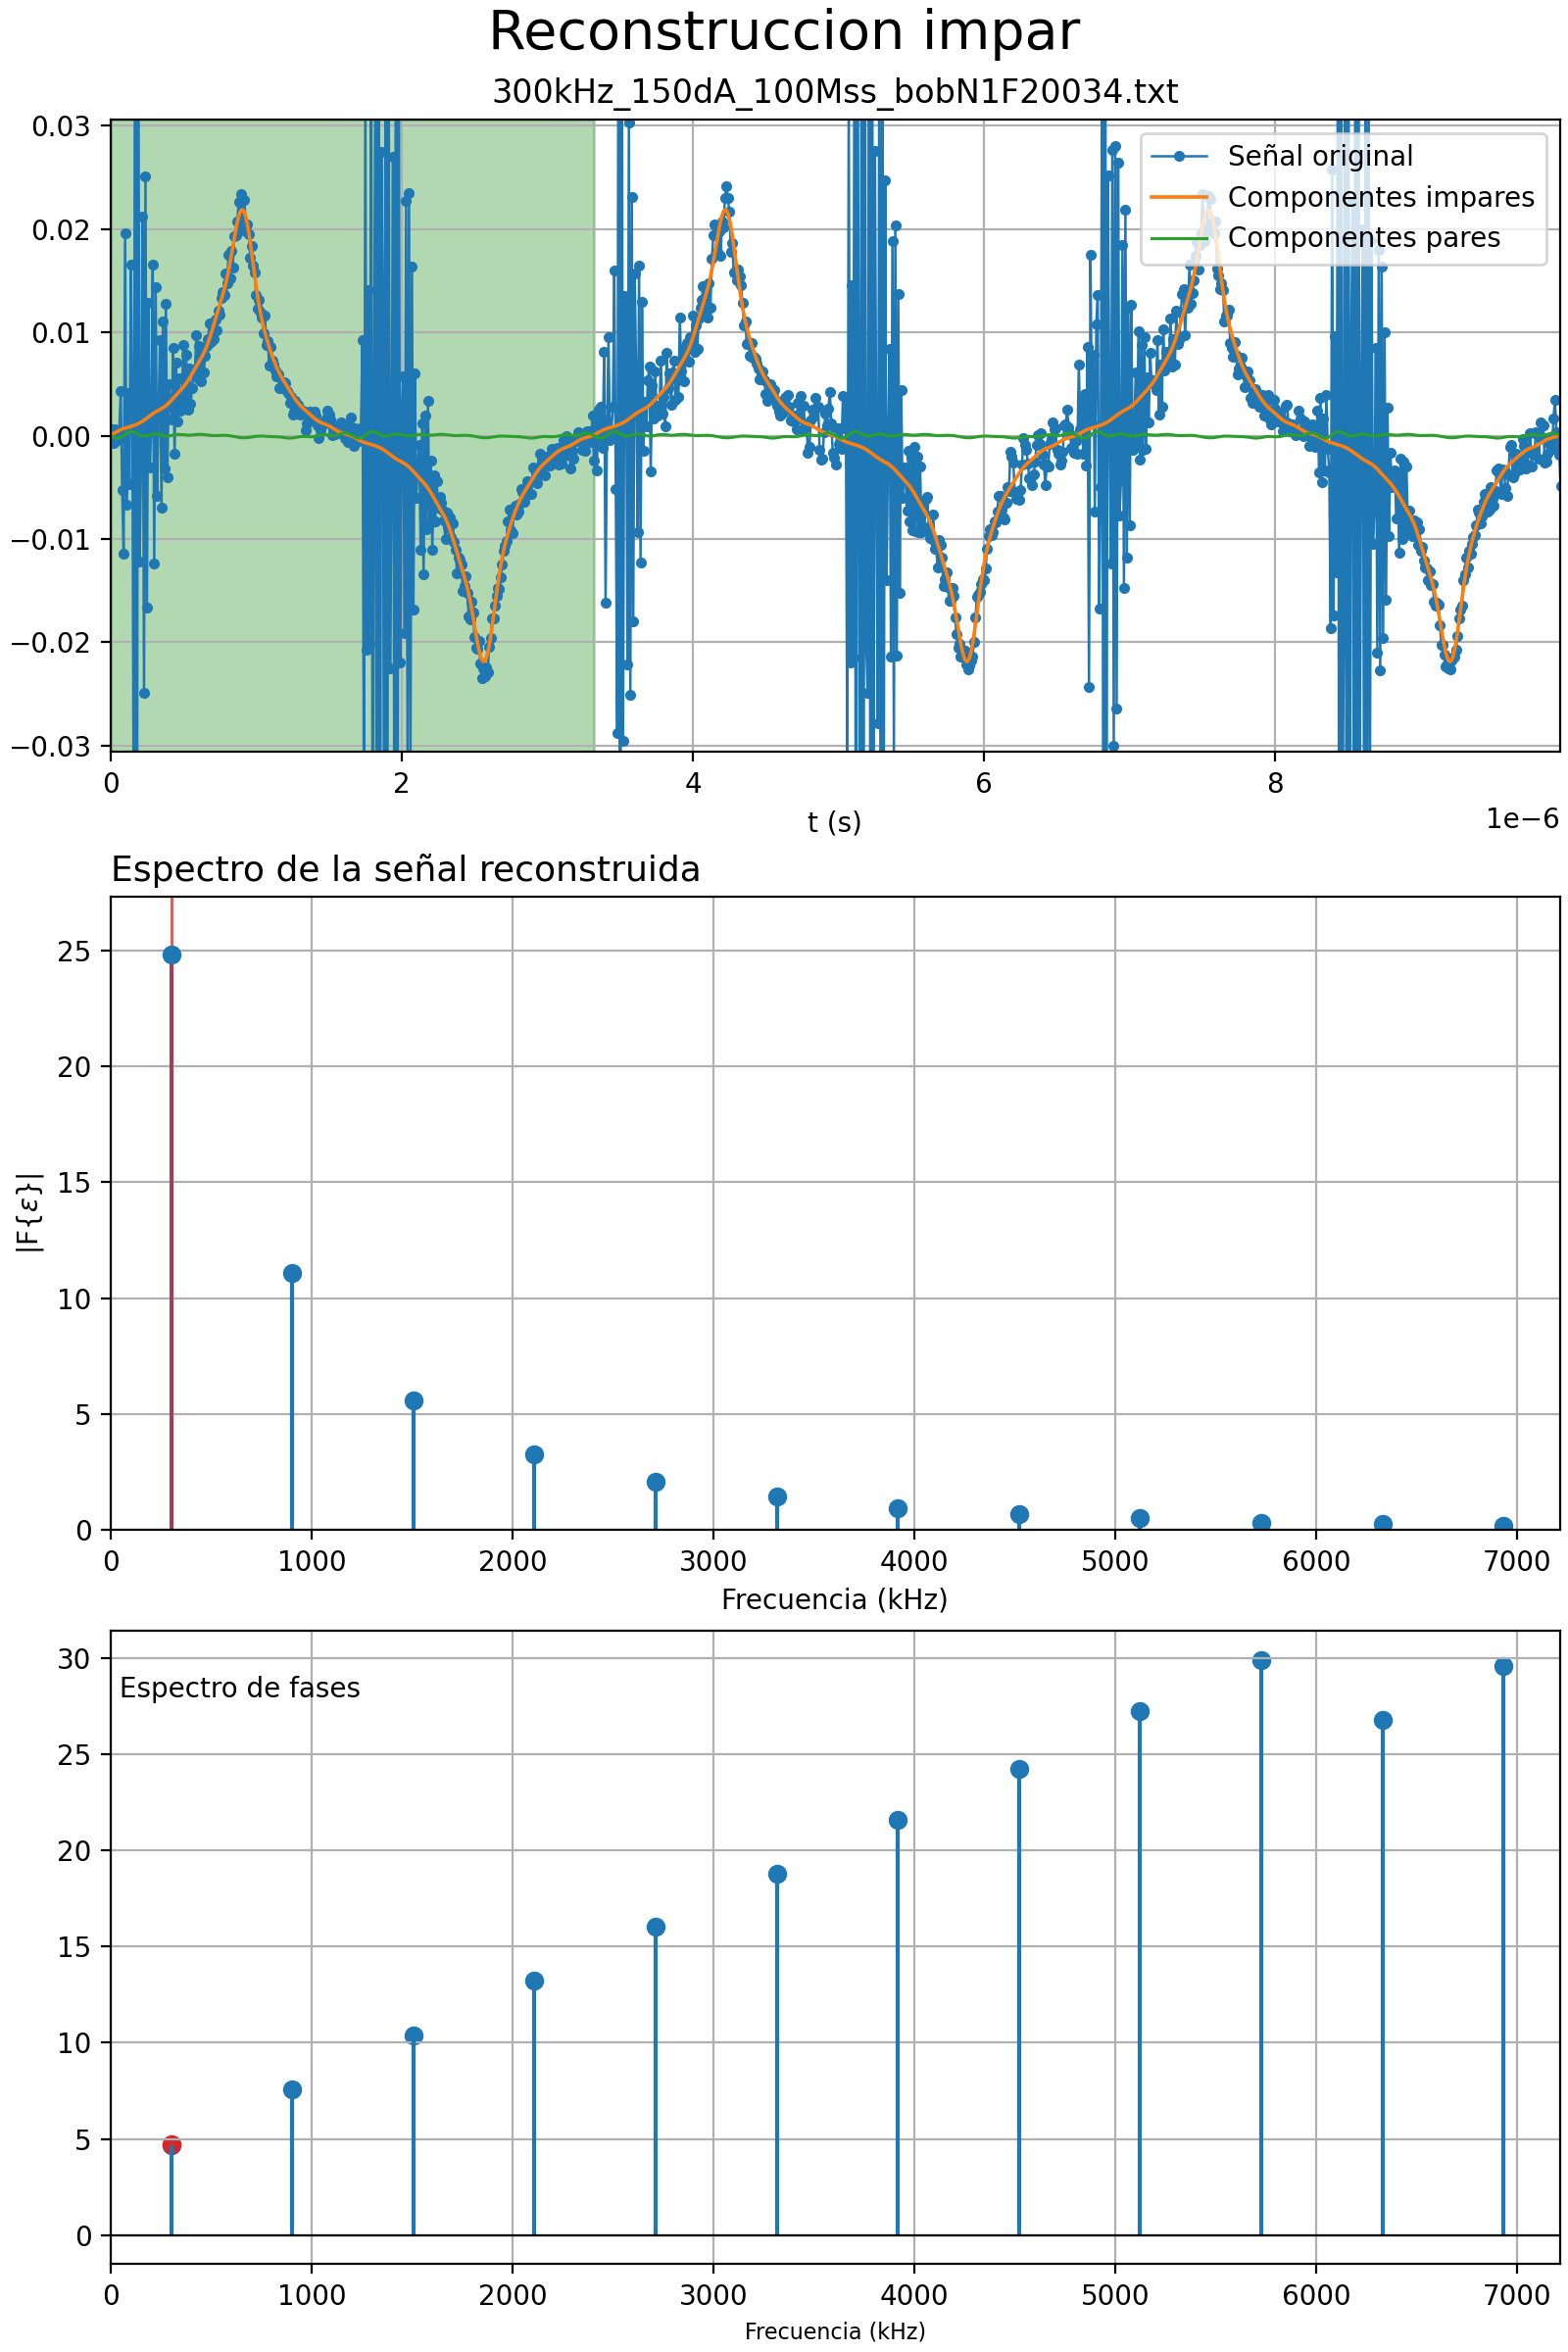 Reconstruccion impar
300kHz_150dA_100Mss_bobN1F20034.txt
0.03
0.02
0.01
0.00
−0.01
−0.02
−0.03
Señal original
Componentes impares
Componentes pares
0 2 4 6 8
1e−6
t (s)
Espectro de la señal reconstruida
25
20
15
10
5
0
|F{ε}|
0 1000 2000 3000 4000 5000 6000 7000
Frecuencia (kHz)
30
Espectro de fases
25
20
15
10
5
0
0 1000 2000 3000 4000 5000 6000 7000
Frecuencia (kHz)